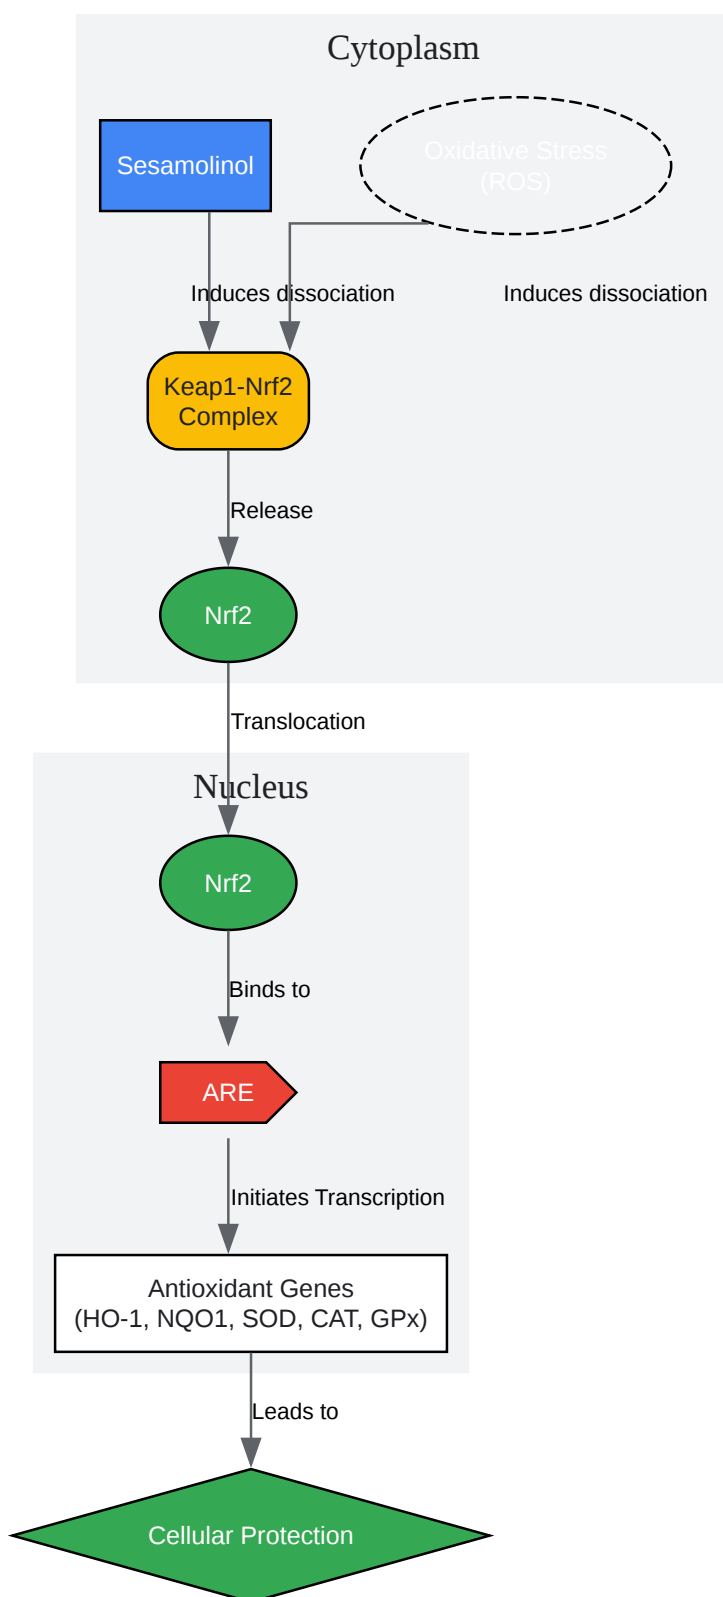 Cytoplasm
Sesamolinol
Oxidative Stress
(ROS)
Induces dissociation
Induces dissociation
Keap1-Nrf2
Complex
Release
Nrf2
Translocation
Nucleus
Nrf2
Binds to
ARE
Initiates Transcription
Antioxidant Genes
(HO-1, NQO1, SOD, CAT, GPx)
Leads to
Cellular Protection